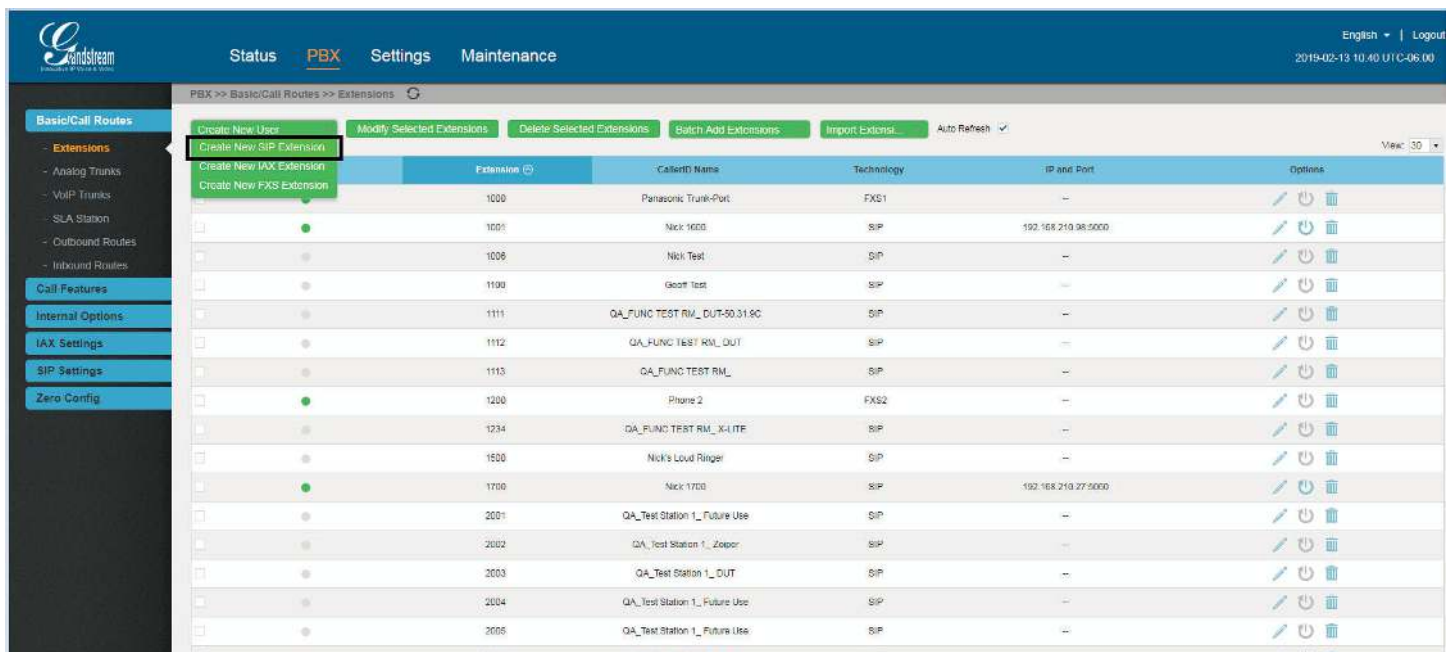 Grandstream
Innovative IP Voice & Video
Status PBX Settings Maintenance
English | Logout
2019-02-13 10:40 UTC-06:00
PBX >> Basic/Call Routes >> Extensions
Basic/Call Routes
- Extensions
- Analog Trunks
- VoIP Trunks
- SLA Station
- Outbound Routes
- Inbound Routes
Call Features
Internal Options
IAX Settings
SIP Settings
Zero Config
Create New User Modify Selected Extensions Delete Selected Extensions Batch Add Extensions Import Extensi... Auto Refresh
Create New SIP Extension
Create New IAX Extension
Create New FXS Extension
View: 30
Extension CallerID Name Technology IP and Port Options
1000 Panasonic Trunk-Port FXS1 --
1001 Nick 1600 SIP 192.168.210.98:5060
1006 Nick Test SIP --
1100 Geoff Test SIP --
1111 QA_FUNC TEST RM_ DUT-50.31.9C SIP --
1112 QA_FUNC TEST RM_ DUT SIP --
1113 QA_FUNC TEST RM_ SIP --
1200 Phone 2 FXS2 --
1234 QA_FUNC TEST RM_ X-LITE SIP --
1500 Nick's Loud Ringer SIP --
1700 Nick 1700 SIP 192.168.210.27:5060
2001 QA_Test Station 1_ Future Use SIP --
2002 QA_Test Station 1_ Zoiper SIP --
2003 QA_Test Station 1_ DUT SIP --
2004 QA_Test Station 1_ Future Use SIP --
2005 QA_Test Station 1_ Future Use SIP --